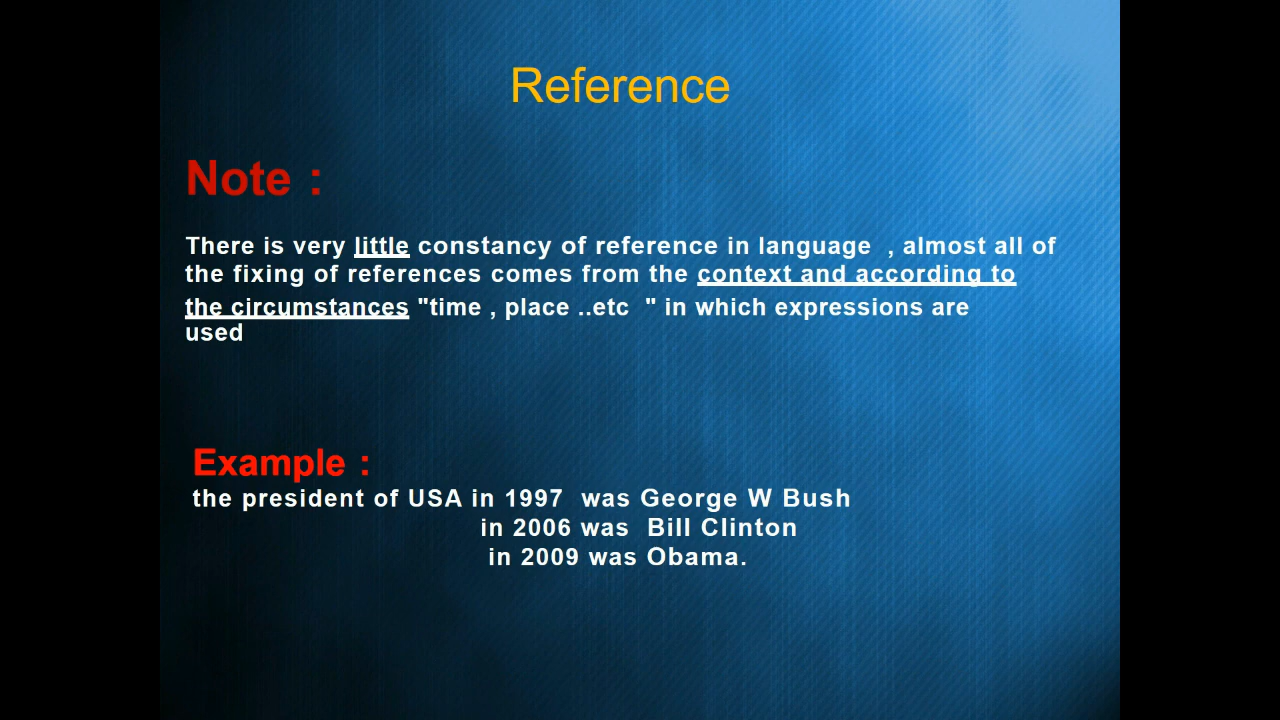 Reference
Note :
There is very little constancy of reference in language , almost all of
the fixing of references comes from the context and according to
the circumstances "time , place ..etc " in which expressions are
used
Example :
the president of USA in 1997 was George W Bush
in 2006 was Bill Clinton
in 2009 was Obama.